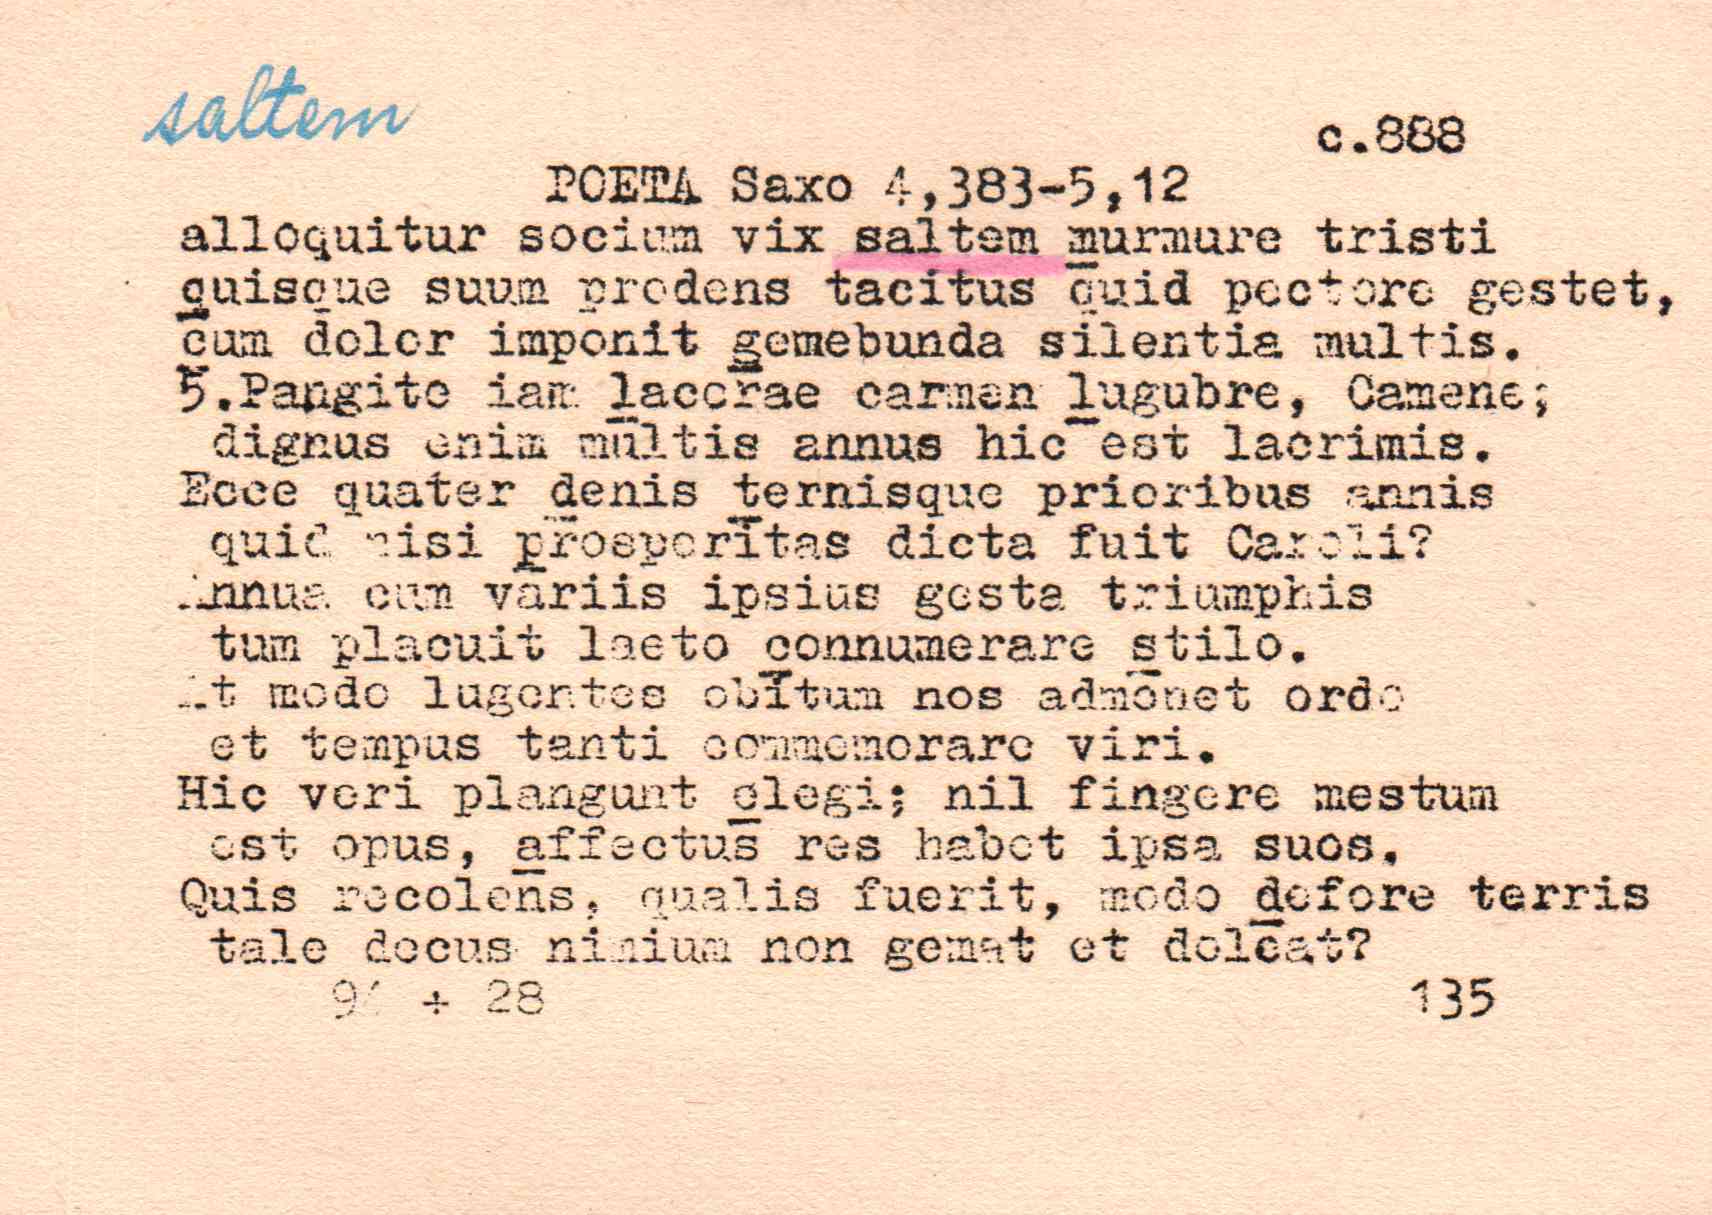 saltem
c.888
POETA Saxo 4,383-5,12
alloquitur socium vix saltem murmure tristi
quisque suum prodens tacitus quid pectore gestet,
cum dolor imponit gemebunda silentia multis.
5.Pangite iam lacerae carmen lugubre, Camene;
dignus enim multis annus hic est lacrimis.
Ecce quater denis ternisque prioribus annis
quid nisi prosperitas dicta fuit Caroli?
Annua cum variis ipsius gesta triumphis
tum placuit laeto connumerare stilo.
At modo lugentes obitum nos admonet ordo
et tempus tanti commemorare viri.
Hic veri plangunt elegi; nil fingere mestum
est opus, affectus res habet ipsa suos.
Quis recolens, qualis fuerit, modo defore terris
tale decus nimium non gemat et doleat?
÷ 28
135